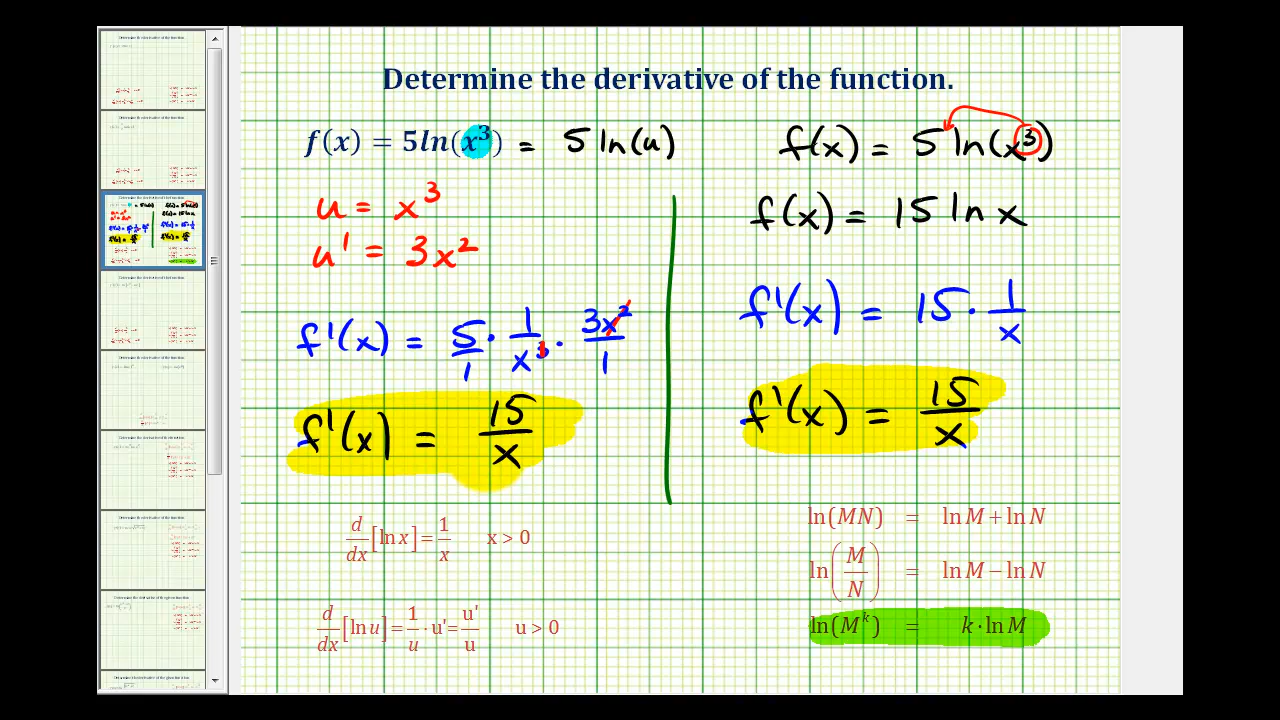 Determine the derivative of the function.
f(x) = 5ln(x³) = 5 ln(u)
u = x³
u' = 3x²
f'(x) = 5/1 · 1/x³ · 3x²/1
f'(x) = 15/x
d/dx [ln x] = 1/x x > 0
d/dx [ln u] = 1/u · u' = u'/u u > 0
f(x) = 5 ln(x³)
f(x) = 15 ln x
f'(x) = 15 · 1/x
f'(x) = 15/x
ln(MN) = ln M + ln N
ln(M/N) = ln M − ln N
ln(Mᵏ) = k · ln M